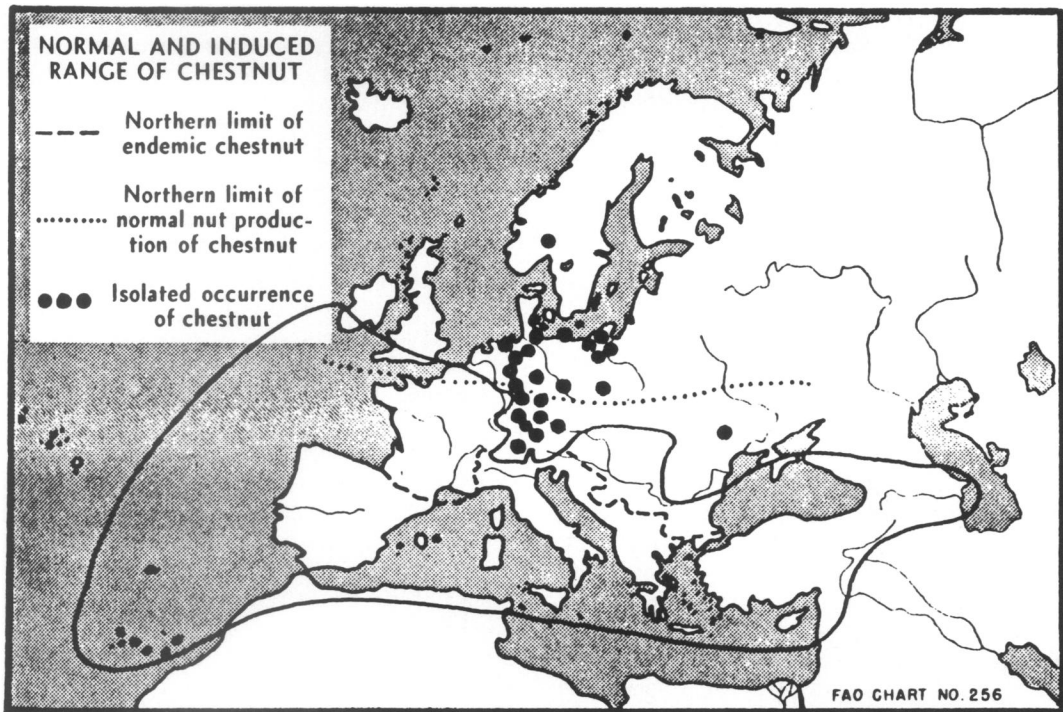 NORMAL AND INDUCED
RANGE OF CHESTNUT
Northern limit of
endemic chestnut
Northern limit of
normal nut produc-
tion of chestnut
Isolated occurrence
of chestnut
FAO CHART NO. 256